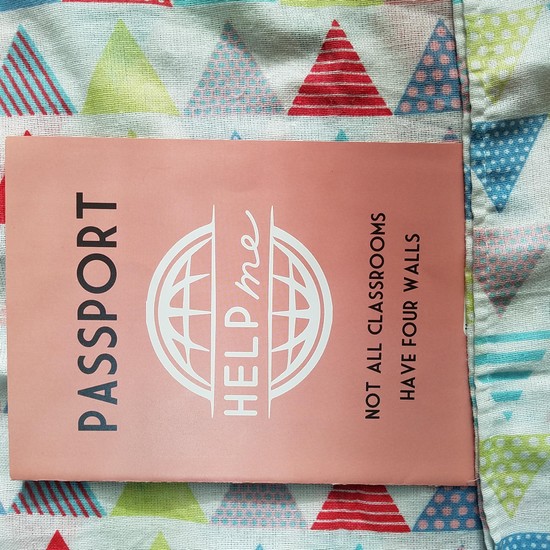 PASSPORT
HELP me
NOT ALL CLASSROOMS
HAVE FOUR WALLS